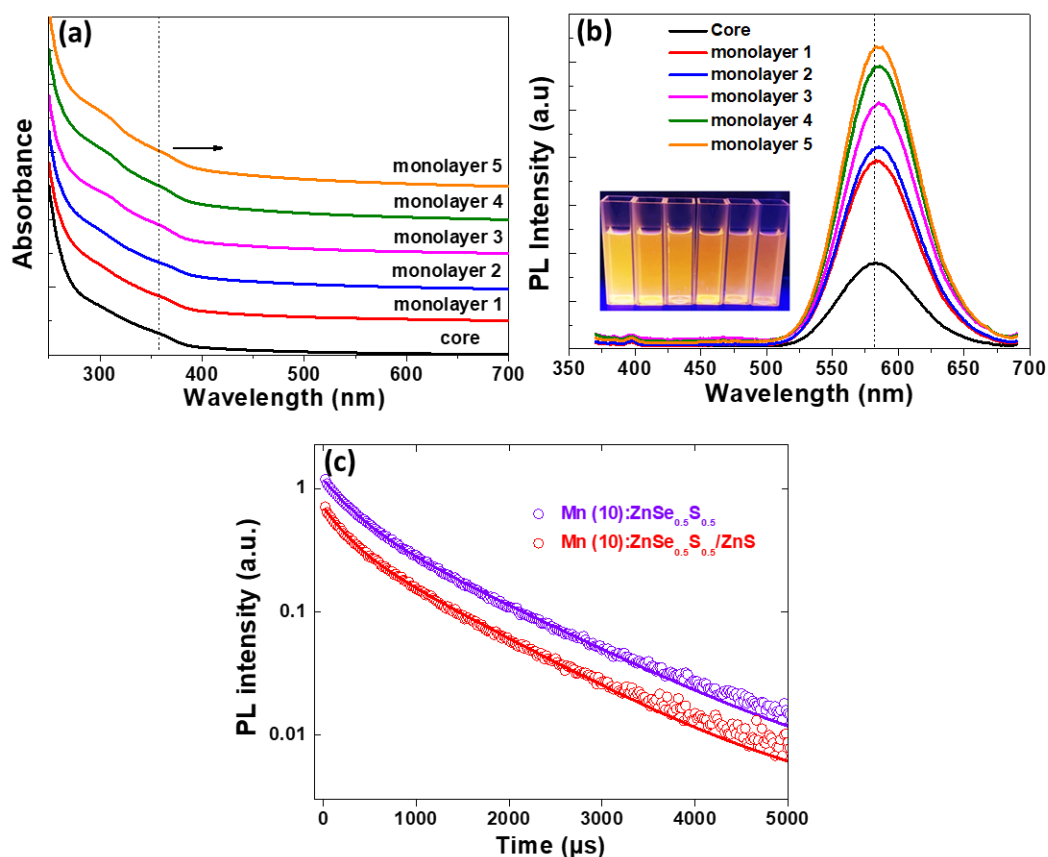 (a)
Absorbance
monolayer 5
monolayer 4
monolayer 3
monolayer 2
monolayer 1
core
300 400 500 600 700
Wavelength (nm)
(b)
PL Intensity (a.u)
Core
monolayer 1
monolayer 2
monolayer 3
monolayer 4
monolayer 5
350 400 450 500 550 600 650 700
Wavelength (nm)
(c)
PL intensity (a.u.)
1
0.1
0.01
Mn (10):ZnSe₀.₅S₀.₅
Mn (10):ZnSe₀.₅S₀.₅/ZnS
0 1000 2000 3000 4000 5000
Time (µs)